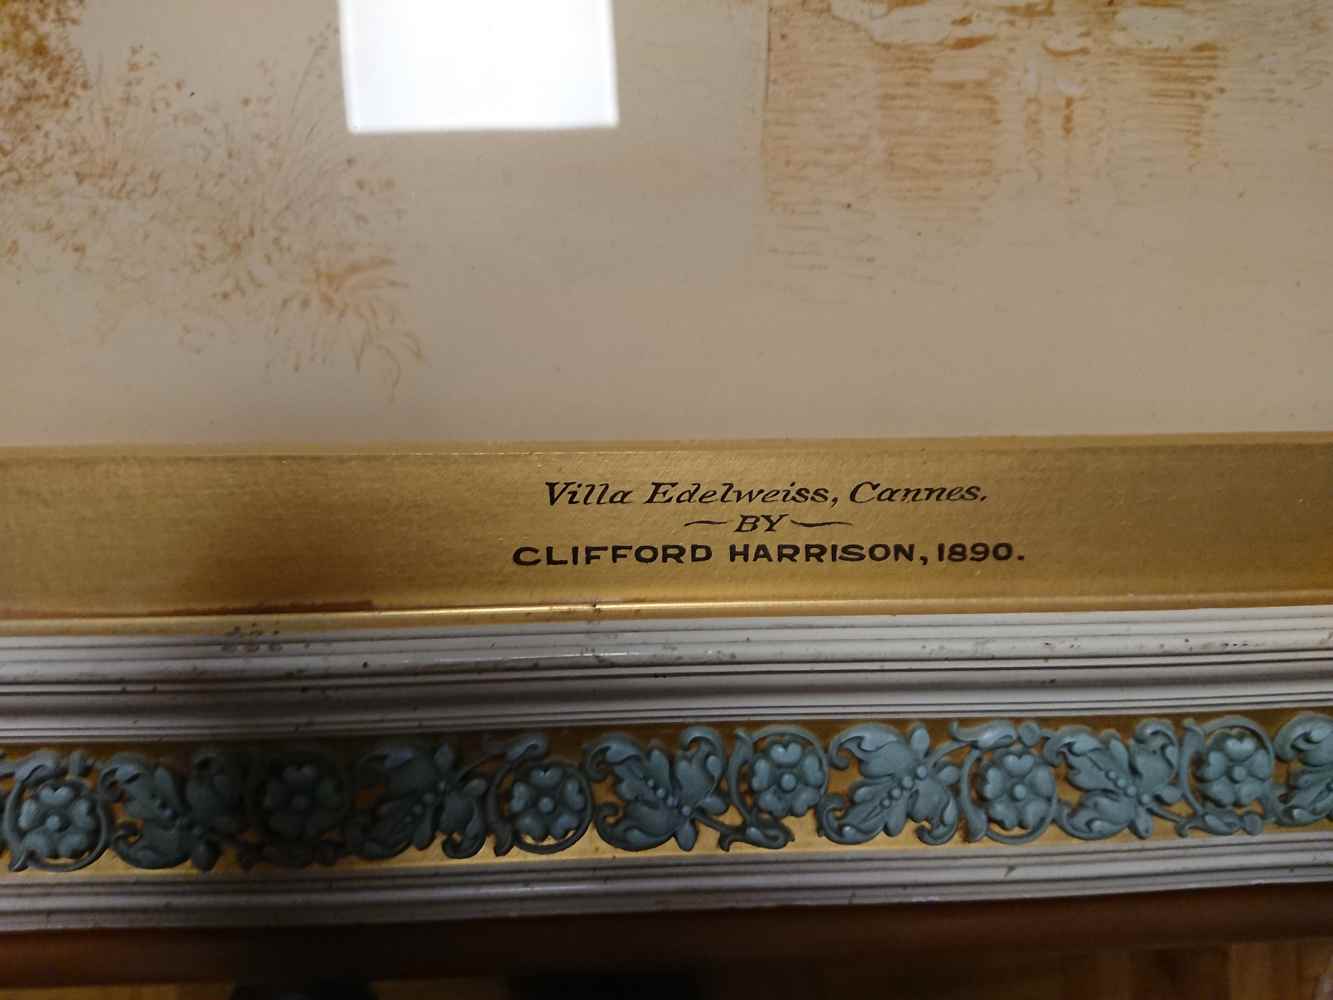 Villa Edelweiss, Cannes.
BY
CLIFFORD HARRISON, 1890.